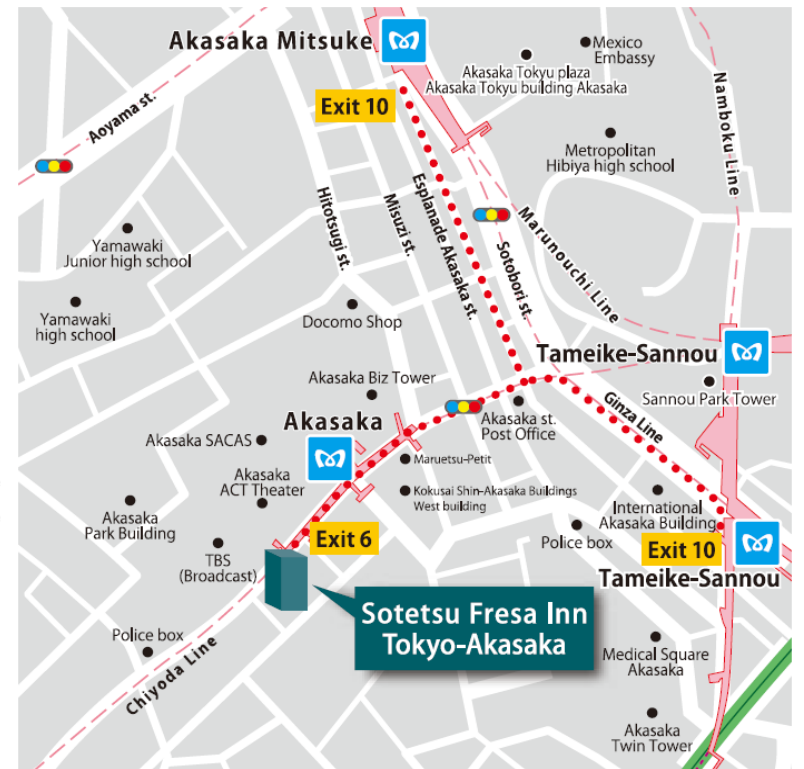 Akasaka Mitsuke
Mexico
Embassy
Akasaka Tokyu plaza
Akasaka Tokyu building Akasaka
Exit 10
Aoyama st.
Namboku Line
Metropolitan
Hibiya high school
Hitotsugi st.
Misuzi st.
Esplanade Akasaka st.
Sotobori st.
Marunouchi Line
Yamawaki
Junior high school
Yamawaki
high school
Docomo Shop
Tameike-Sannou
Akasaka Biz Tower
Sannou Park Tower
Ginza Line
Akasaka
Akasaka st.
Post Office
Akasaka SACAS
Maruetsu-Petit
Akasaka
ACT Theater
Kokusai Shin-Akasaka Buildings
West building
International
Akasaka Building
Akasaka
Park Building
Exit 6
Police box
Exit 10
TBS
(Broadcast)
Tameike-Sannou
Sotetsu Fresa Inn
Tokyo-Akasaka
Police box
Chiyoda Line
Medical Square
Akasaka
Akasaka
Twin Tower